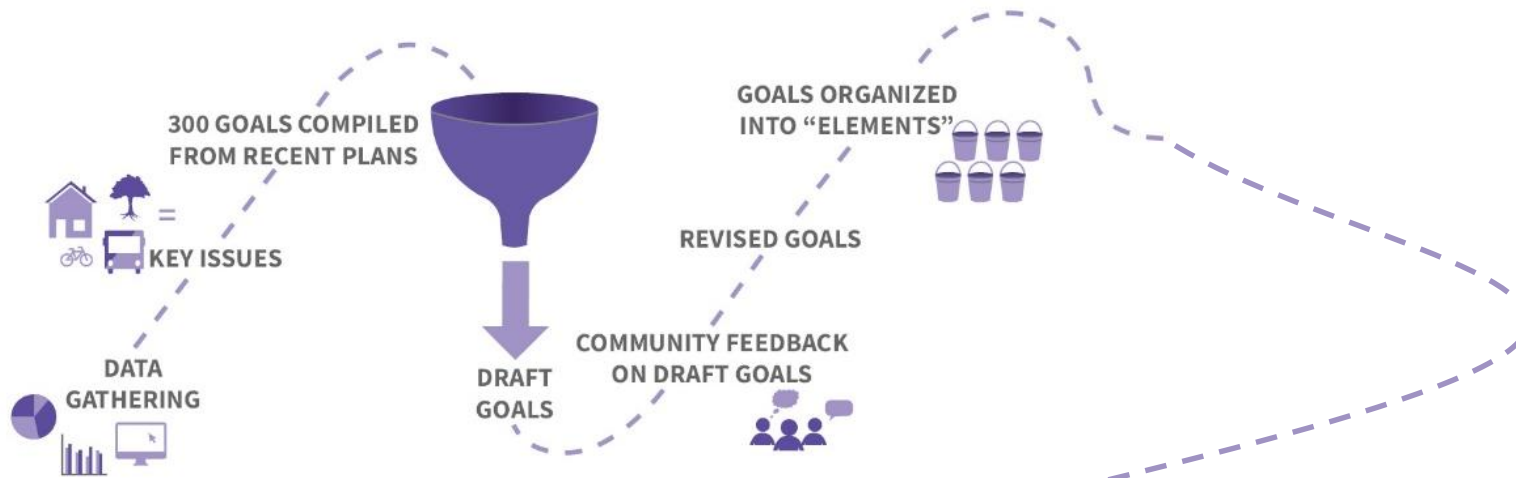 DATA
GATHERING
KEY ISSUES
300 GOALS COMPILED
FROM RECENT PLANS
DRAFT
GOALS
COMMUNITY FEEDBACK
ON DRAFT GOALS
REVISED GOALS
GOALS ORGANIZED
INTO “ELEMENTS”